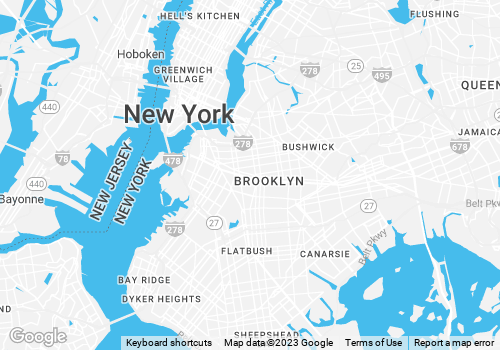 HELL'S KITCHEN
FLUSHING
Hoboken
GREENWICH
VILLAGE
278
25
495
QUEEN
440
New York
JAMAICA
278
BUSHWICK
678
78
478
NEW JERSEY
NEW YORK
BROOKLYN
440
Bayonne
27
27
Belt Pkwy
278
Belt Pkwy
FLATBUSH
CANARSIE
BAY RIDGE
DYKER HEIGHTS
ND
SHEEPSHEAD
Google
Keyboard shortcuts
Map data ©2023 Google
Terms of Use
Report a map error